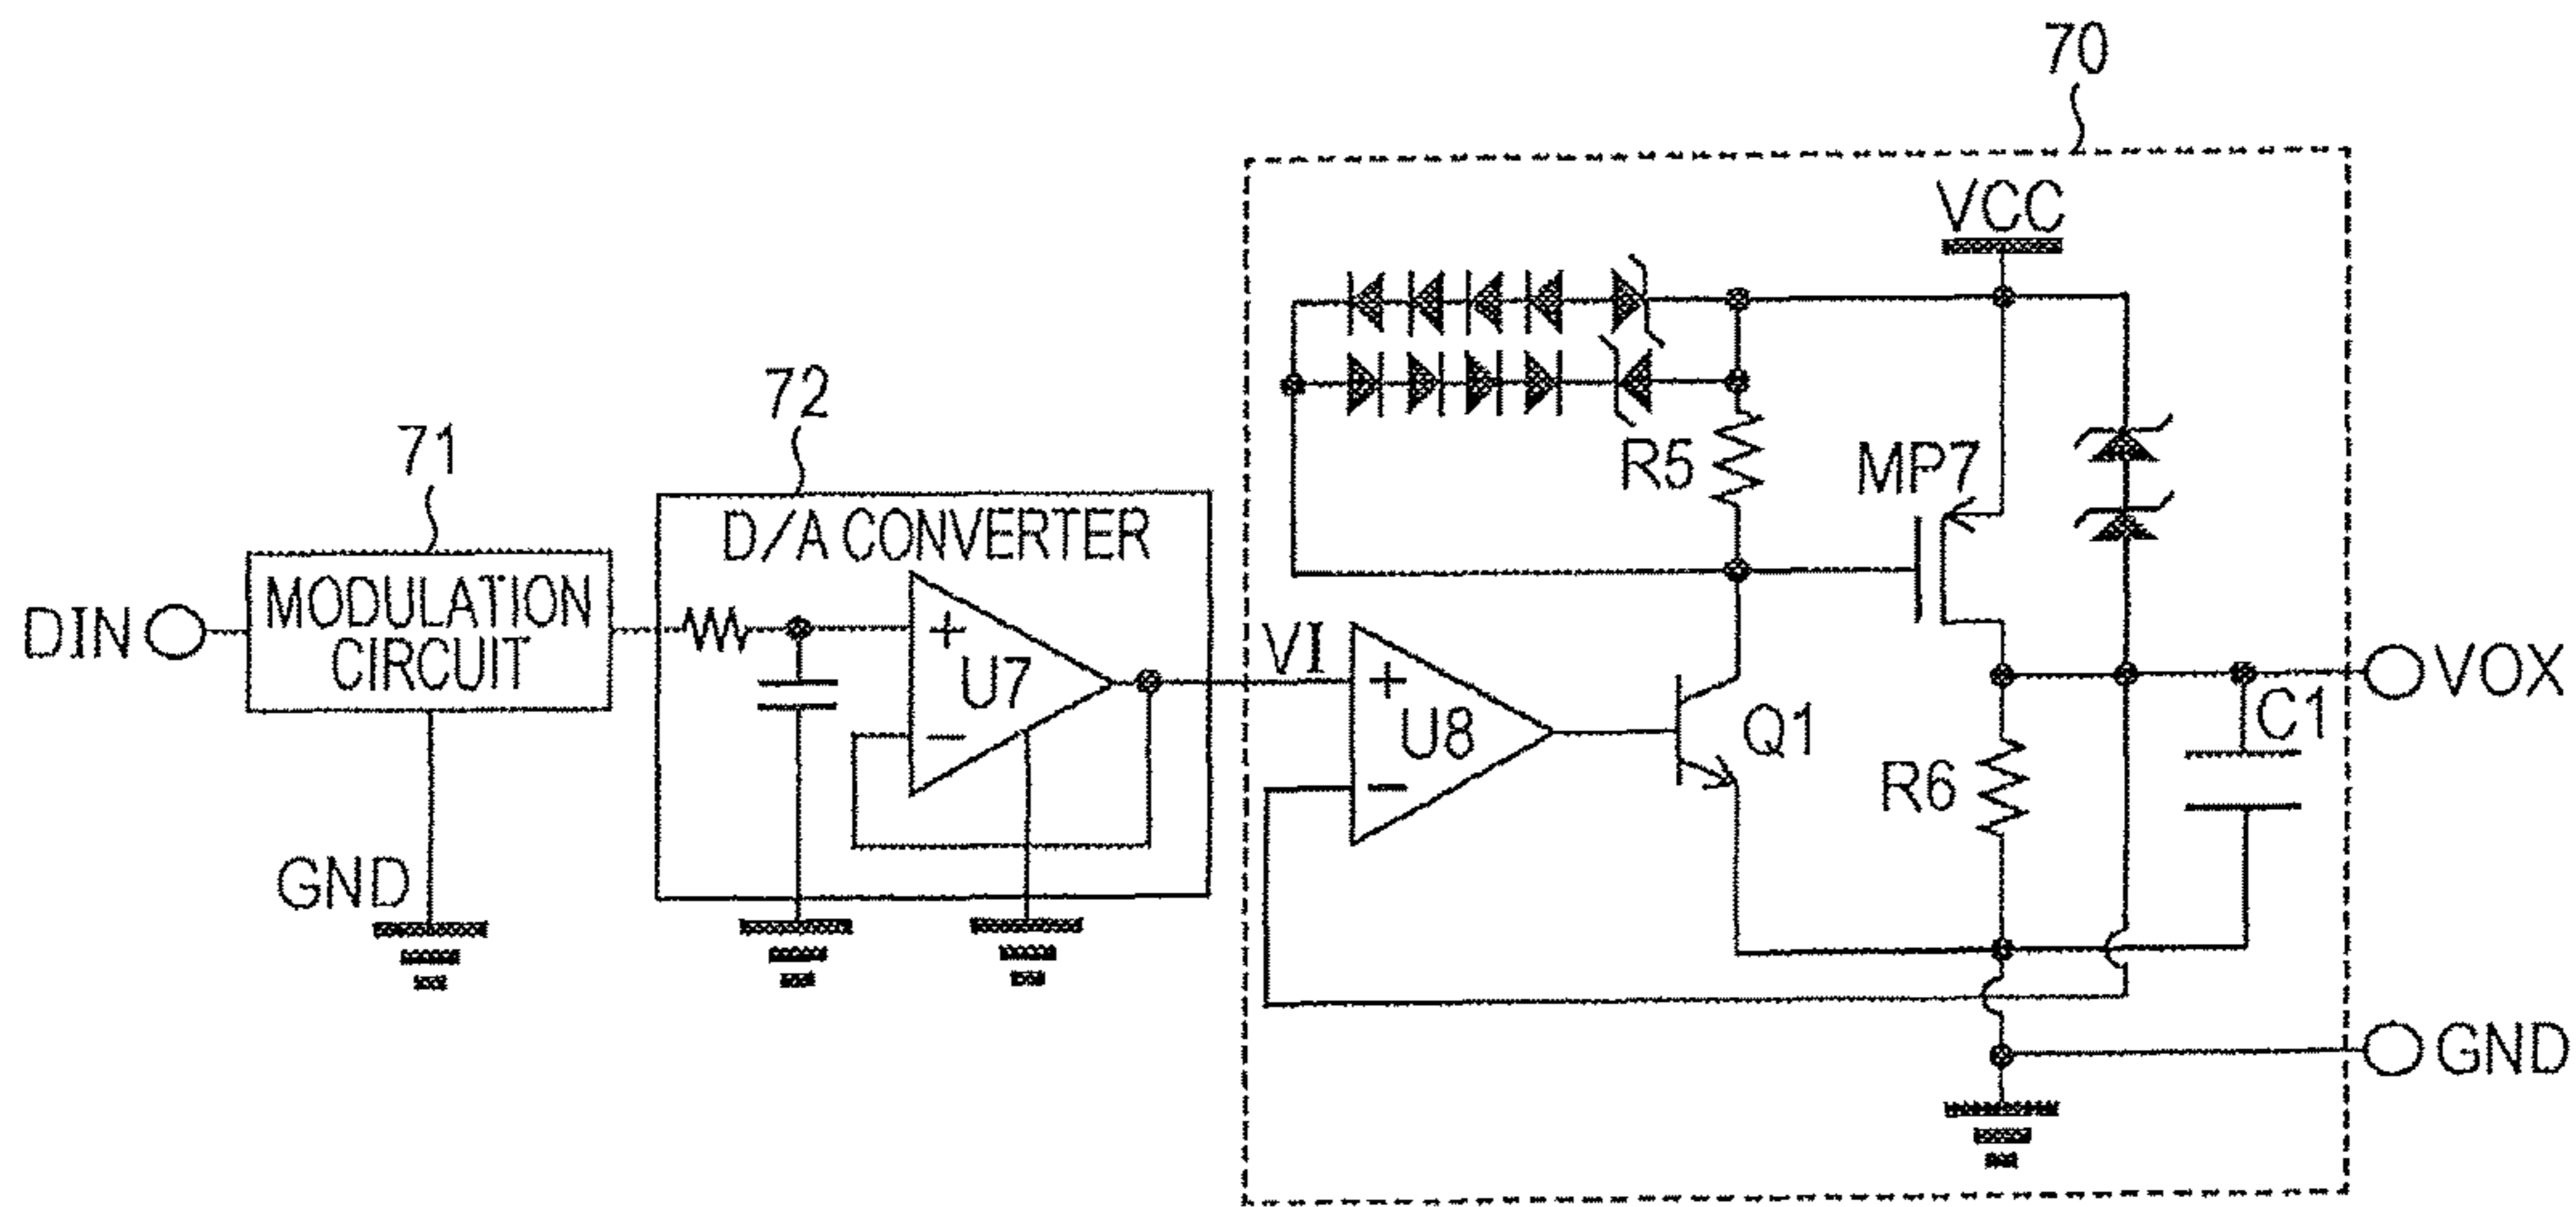 70
VCC
72
71
R5
MP7
D/A CONVERTER
MODULATION
CIRCUIT
DIN
+
U7
−
VI
+
U8
−
Q1
VOX
C1
R6
GND
GND